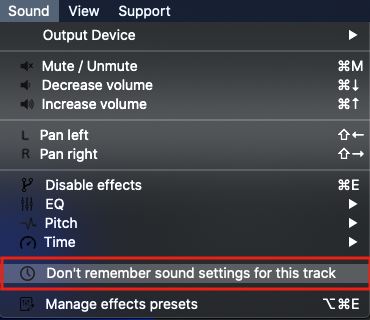 Sound View Support
Output Device ▶
Mute / Unmute ⌘M
Decrease volume ⌘↓
Increase volume ⌘↑
L Pan left ⇧←
R Pan right ⇧→
Disable effects ⌘E
EQ ▶
Pitch ▶
Time ▶
Don't remember sound settings for this track
Manage effects presets ⌥⌘E